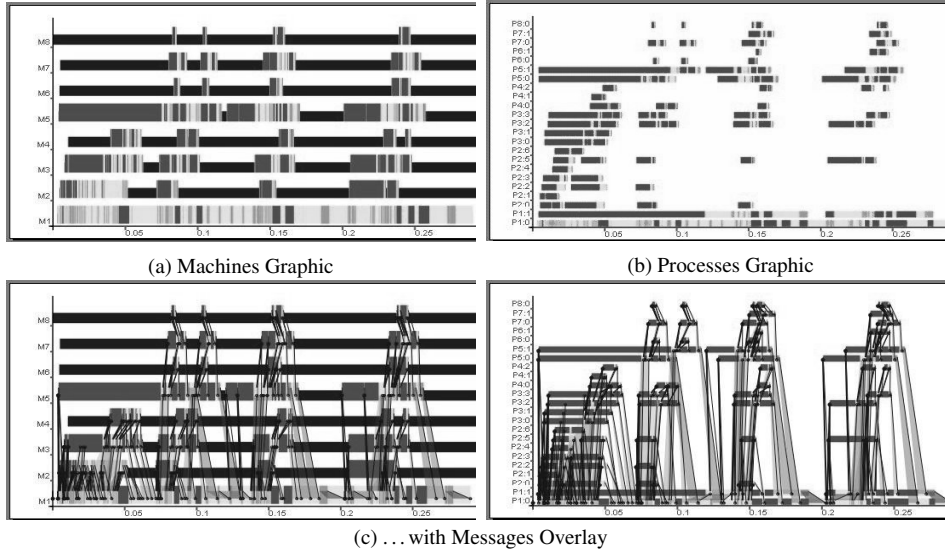 M8
M7
M6
M5
M4
M3
M2
M1
0.05 0.1 0.15 0.2 0.25
(a) Machines Graphic
P8:0
P7:1
P7:0
P6:1
P6:0
P5:1
P5:0
P4:2
P4:1
P4:0
P3:3
P3:2
P3:1
P3:0
P2:6
P2:5
P2:4
P2:3
P2:2
P2:1
P2:0
P1:1
P1:0
0.05 0.1 0.15 0.2 0.25
(b) Processes Graphic
M8
M7
M6
M5
M4
M3
M2
M1
0.05 0.1 0.15 0.2 0.25
P8:0
P7:1
P7:0
P6:1
P6:0
P5:1
P5:0
P4:2
P4:1
P4:0
P3:3
P3:2
P3:1
P3:0
P2:6
P2:5
P2:4
P2:3
P2:2
P2:1
P2:0
P1:1
P1:0
0.05 0.1 0.15 0.2 0.25
(c) ...with Messages Overlay